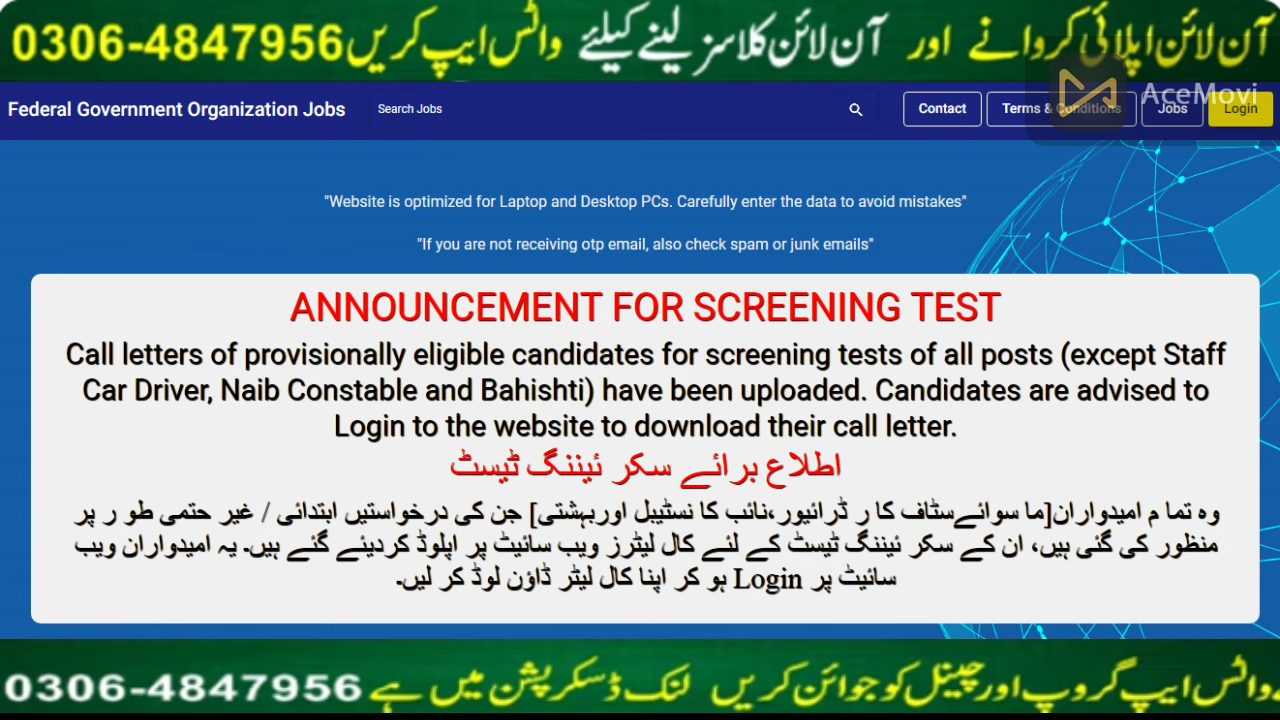 آن لائن اپلائی کروانے اور آن لائن کلاسز لینے کیلئے واٹس ایپ کریں 0306-4847956
AceMovi
Federal Government Organization Jobs
Search Jobs
Contact
Terms & Conditions
Jobs
Login
"Website is optimized for Laptop and Desktop PCs. Carefully enter the data to avoid mistakes"
"If you are not receiving otp email, also check spam or junk emails"
ANNOUNCEMENT FOR SCREENING TEST
Call letters of provisionally eligible candidates for screening tests of all posts (except Staff
Car Driver, Naib Constable and Bahishti) have been uploaded. Candidates are advised to
Login to the website to download their call letter.
اطلاع برائے سکر ئیننگ ٹیسٹ
وہ تما م امیدواران[ما سوائےسٹاف کا ر ڈرائیور،نائب کا نسٹیبل اوربہشتی] جن کی درخواستیں ابتدائی / غیر حتمی طو ر پر
منظور کی گئی ہیں، ان کے سکر ئیننگ ٹیسٹ کے لئے کال لیٹرز ویب سائیٹ پر اپلوڈ کردیئے گئے ہیں۔ یہ امیدواران ویب
سائیٹ پر Login ہو کر اپنا کال لیٹر ڈاؤن لوڈ کر لیں۔
واٹس ایپ گروپ اور چینل کو جوائن کریں لنک ڈسکرپشن میں ہے 0306-4847956